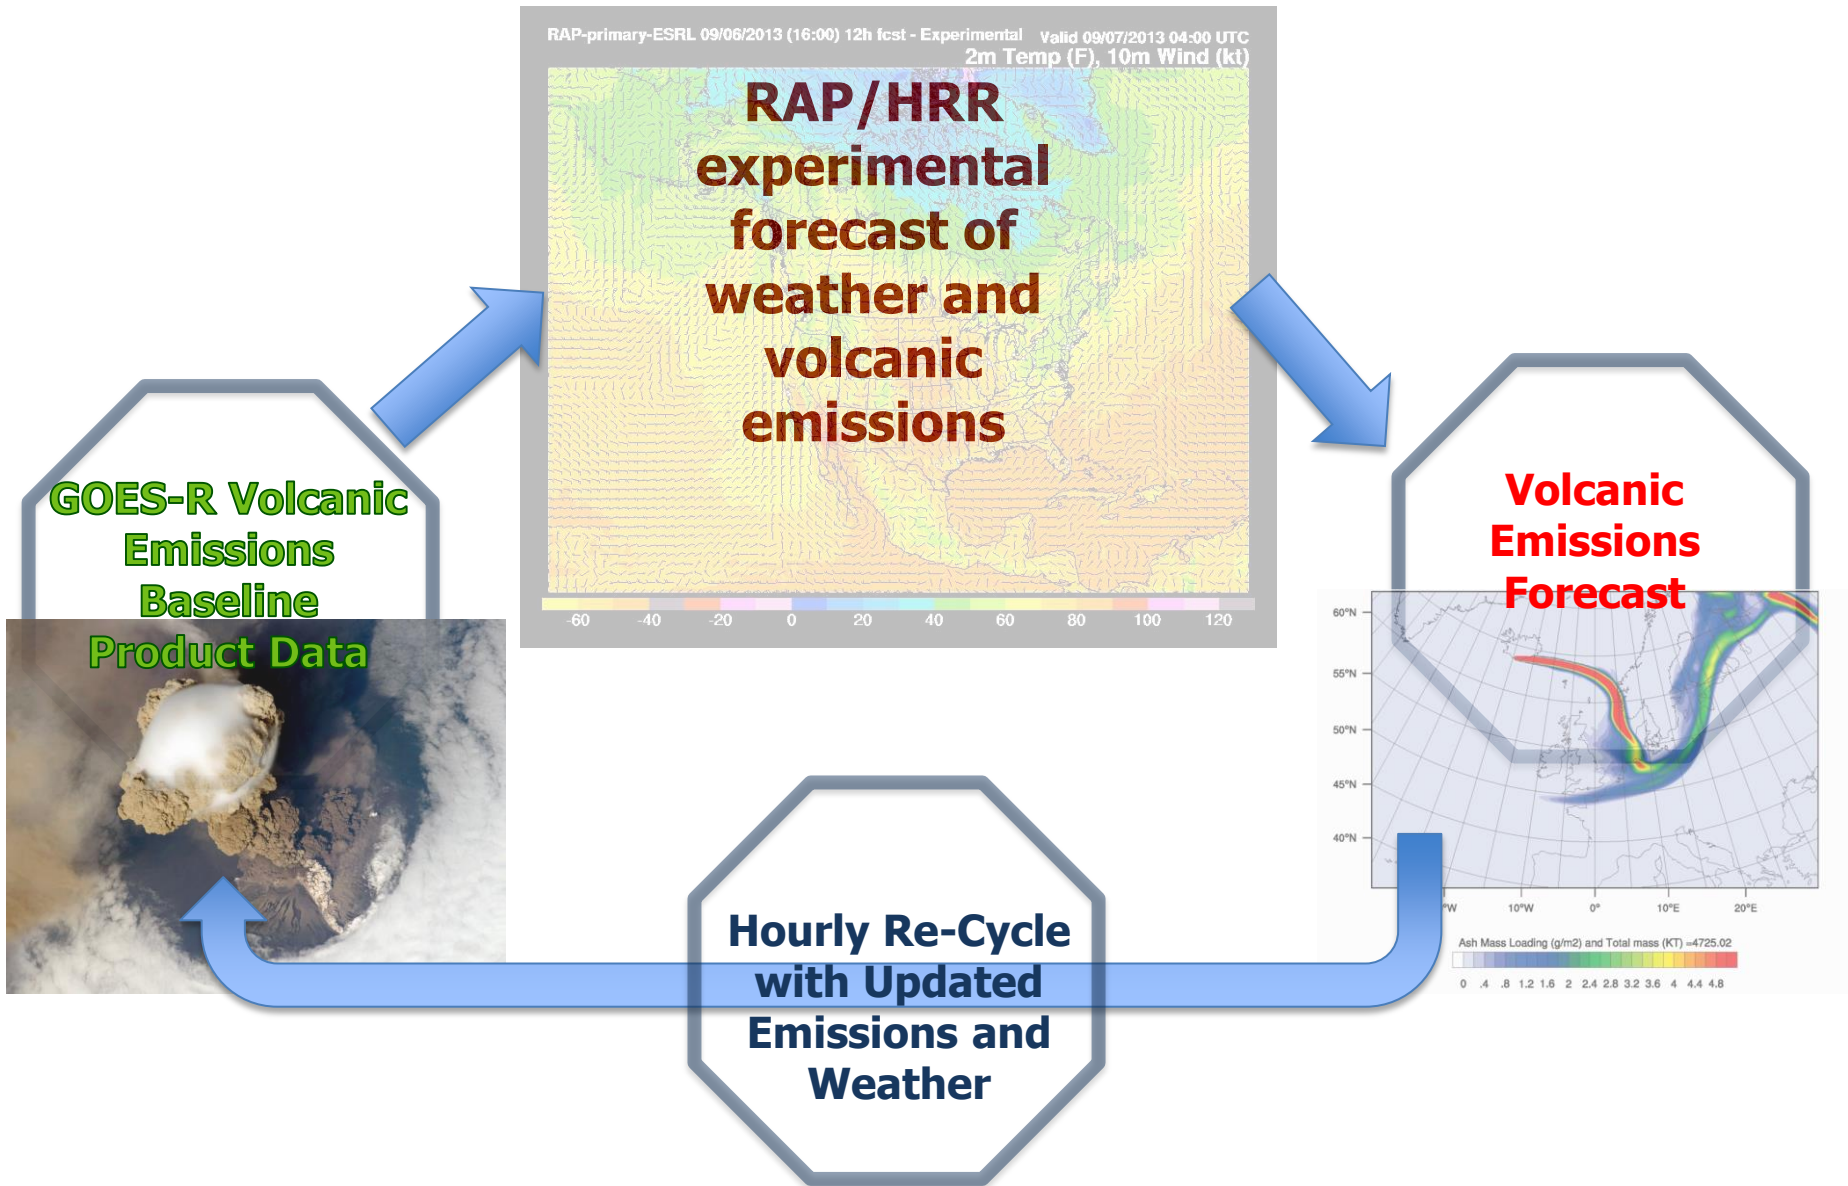 RAP-primary-ESRL 09/06/2013 (16:00) 12h fcst - Experimental Valid 09/07/2013 04:00 UTC
2m Temp (F), 10m Wind (kt)
RAP/HRR
experimental
forecast of
weather and
volcanic
emissions
-60 -40 -20 0 20 40 60 80 100 120
GOES-R Volcanic
Emissions
Baseline
Product Data
Volcanic
Emissions
Forecast
60°N
55°N
50°N
45°N
40°N
°W 10°W 0° 10°E 20°E
Ash Mass Loading (g/m2) and Total mass (KT) =4725.02
0 .4 .8 1.2 1.6 2 2.4 2.8 3.2 3.6 4 4.4 4.8
Hourly Re-Cycle
with Updated
Emissions and
Weather